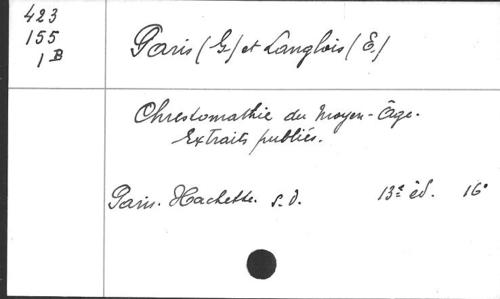 423
155
1 B
Paris (G.) et Langlois (E.)
Chrestomathie du Moyen-Âge.
Extraits publiés.
Paris. Hachette. s.d. 13e éd. 16°